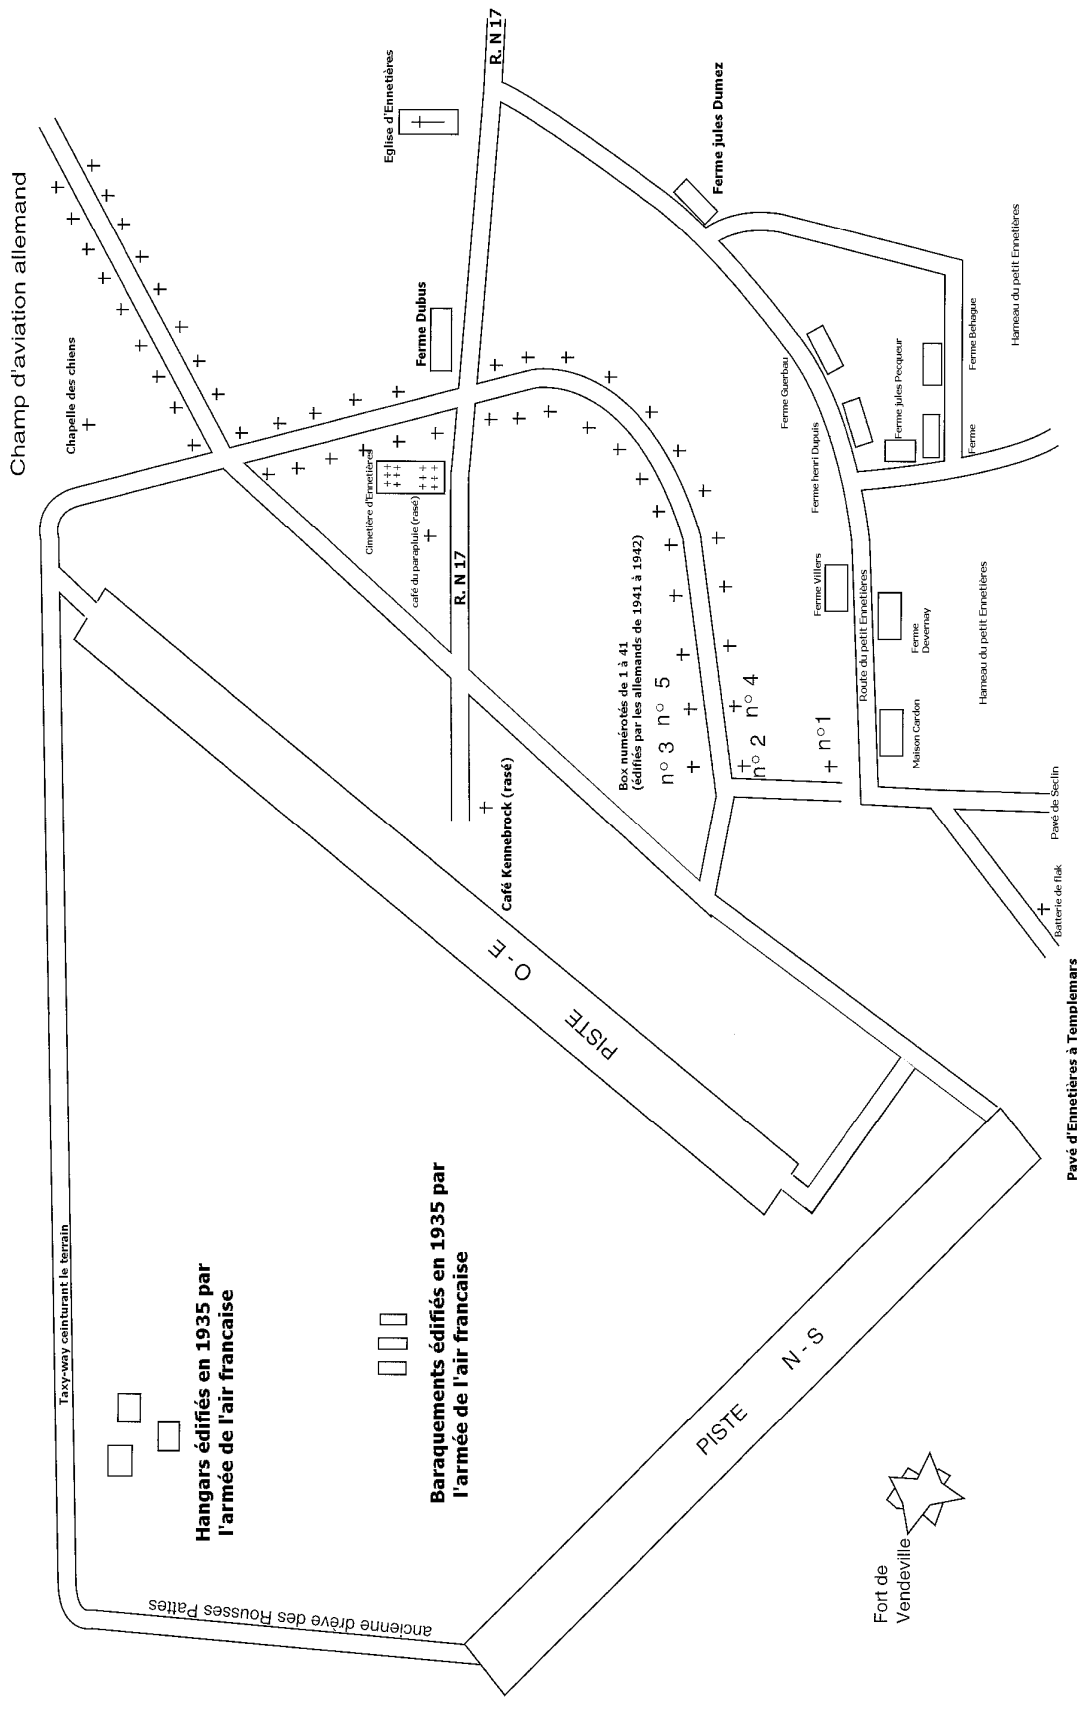 Champ d'aviation allemand
Chapelle des chiens
Taxy-way ceinturant le terrain
Hangars édifiés en 1935 par
l'armée de l'air francaise
ancienne drève des Rousses Pattes
Baraquements édifiés en 1935 par
l'armée de l'air francaise
Eglise d'Ennetières
R. N 17
Ferme Dubus
Cimetière d'Ennetières
café du parapluie (rasé)
R. N 17
Café Kennebrock (rasé)
PISTE O - E
Box numérotés de 1 à 41
(édifiés par les allemands de 1941 à 1942)
n° 3 n° 5
n° 2 n° 4
n°1
Ferme jules Dumez
Ferme Guerbau
Ferme henri Dupuis
Ferme Villers
Route du petit Ennetières
Ferme jules Pecqueur
Ferme Behague
Ferme
Hameau du petit Ennetières
Ferme
Devernay
Maison Cardon
Hameau du petit Ennetières
Pavé de Seclin
Batterie de flak
Pavé d'Ennetières à Templemars
PISTE N - S
Fort de
Vendeville